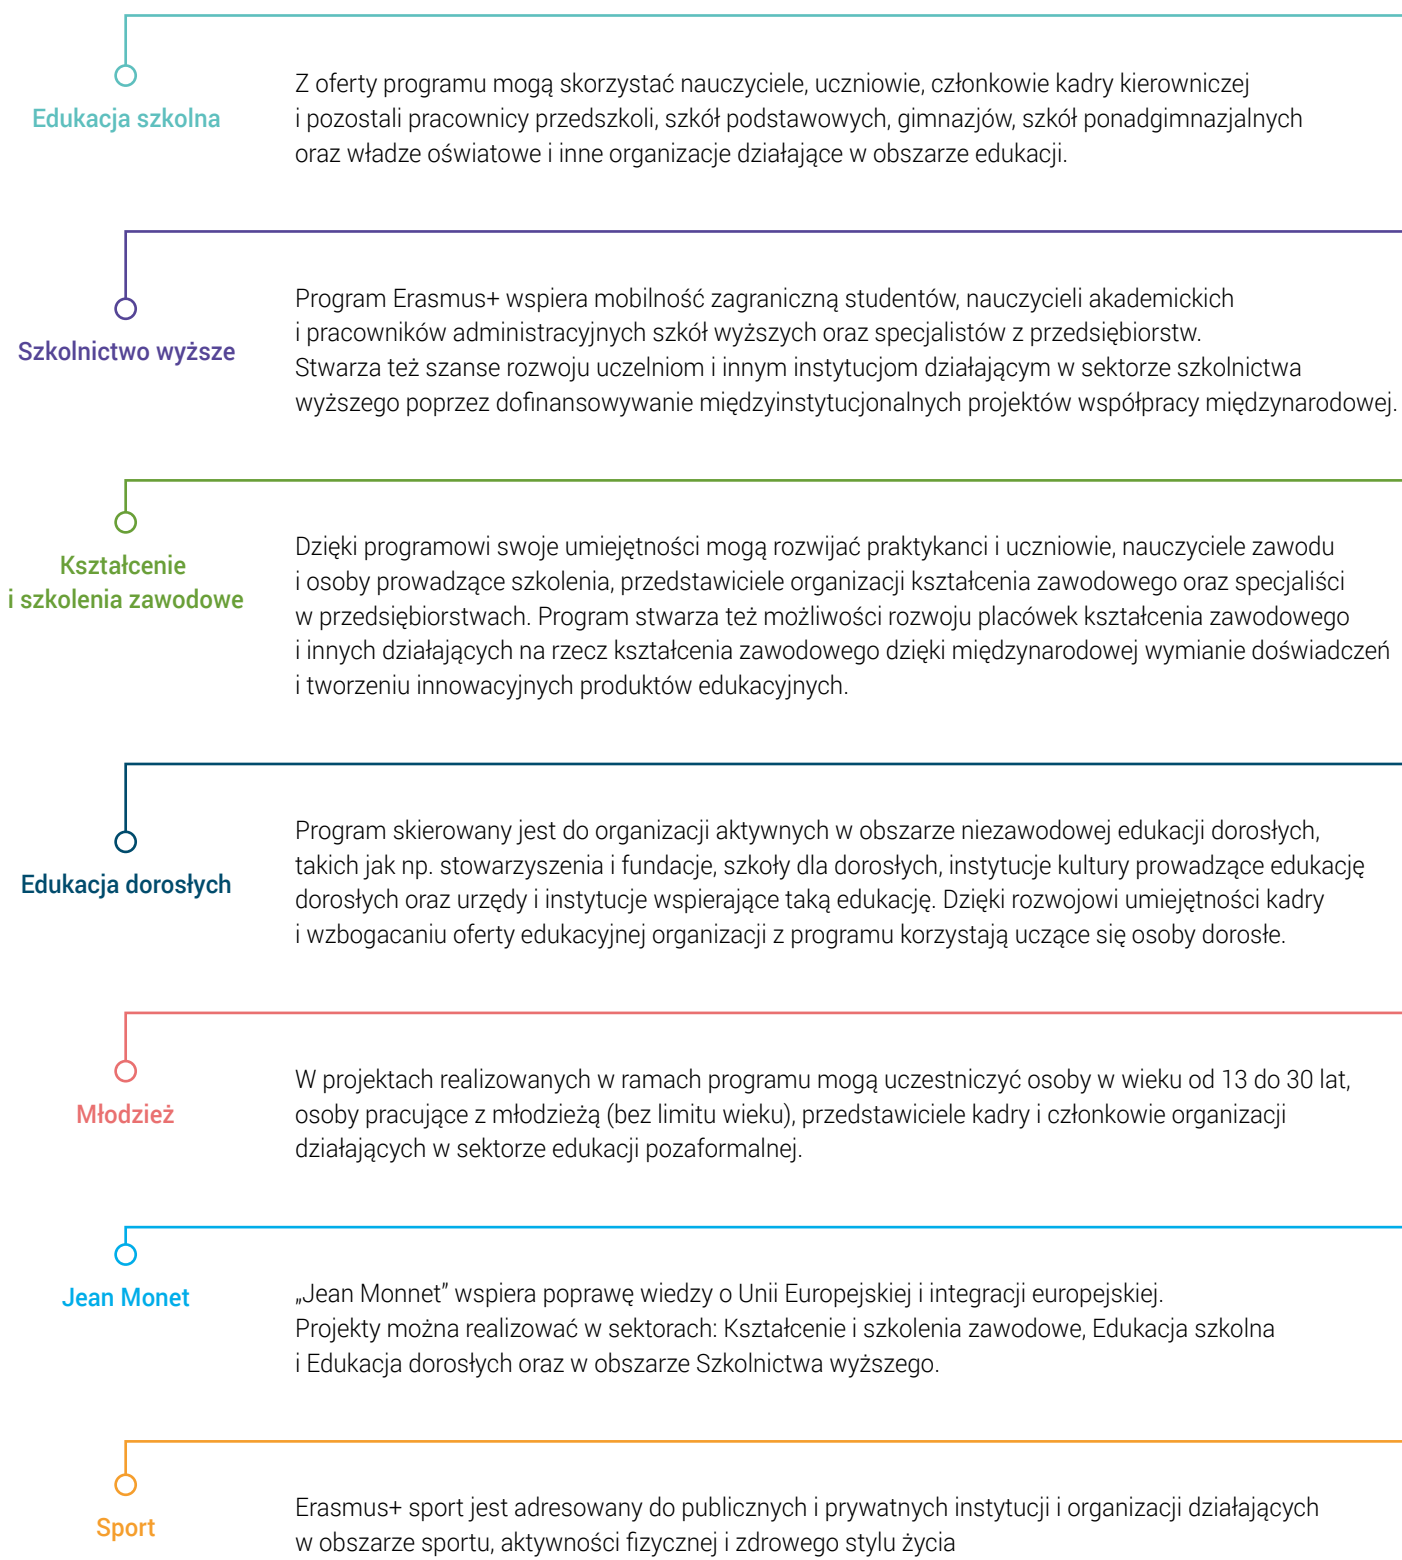 Edukacja szkolna
Z oferty programu mogą skorzystać nauczyciele, uczniowie, członkowie kadry kierowniczej
i pozostali pracownicy przedszkoli, szkół podstawowych, gimnazjów, szkół ponadgimnazjalnych
oraz władze oświatowe i inne organizacje działające w obszarze edukacji.
Szkolnictwo wyższe
Program Erasmus+ wspiera mobilność zagraniczną studentów, nauczycieli akademickich
i pracowników administracyjnych szkół wyższych oraz specjalistów z przedsiębiorstw.
Stwarza też szanse rozwoju uczelniom i innym instytucjom działającym w sektorze szkolnictwa
wyższego poprzez dofinansowywanie międzyinstytucjonalnych projektów współpracy międzynarodowej.
Kształcenie
i szkolenia zawodowe
Dzięki programowi swoje umiejętności mogą rozwijać praktykanci i uczniowie, nauczyciele zawodu
i osoby prowadzące szkolenia, przedstawiciele organizacji kształcenia zawodowego oraz specjaliści
w przedsiębiorstwach. Program stwarza też możliwości rozwoju placówek kształcenia zawodowego
i innych działających na rzecz kształcenia zawodowego dzięki międzynarodowej wymianie doświadczeń
i tworzeniu innowacyjnych produktów edukacyjnych.
Edukacja dorosłych
Program skierowany jest do organizacji aktywnych w obszarze niezawodowej edukacji dorosłych,
takich jak np. stowarzyszenia i fundacje, szkoły dla dorosłych, instytucje kultury prowadzące edukację
dorosłych oraz urzędy i instytucje wspierające taką edukację. Dzięki rozwojowi umiejętności kadry
i wzbogacaniu oferty edukacyjnej organizacji z programu korzystają uczące się osoby dorosłe.
Młodzież
W projektach realizowanych w ramach programu mogą uczestniczyć osoby w wieku od 13 do 30 lat,
osoby pracujące z młodzieżą (bez limitu wieku), przedstawiciele kadry i członkowie organizacji
działających w sektorze edukacji pozaformalnej.
Jean Monet
„Jean Monnet” wspiera poprawę wiedzy o Unii Europejskiej i integracji europejskiej.
Projekty można realizować w sektorach: Kształcenie i szkolenia zawodowe, Edukacja szkolna
i Edukacja dorosłych oraz w obszarze Szkolnictwa wyższego.
Sport
Erasmus+ sport jest adresowany do publicznych i prywatnych instytucji i organizacji działających
w obszarze sportu, aktywności fizycznej i zdrowego stylu życia